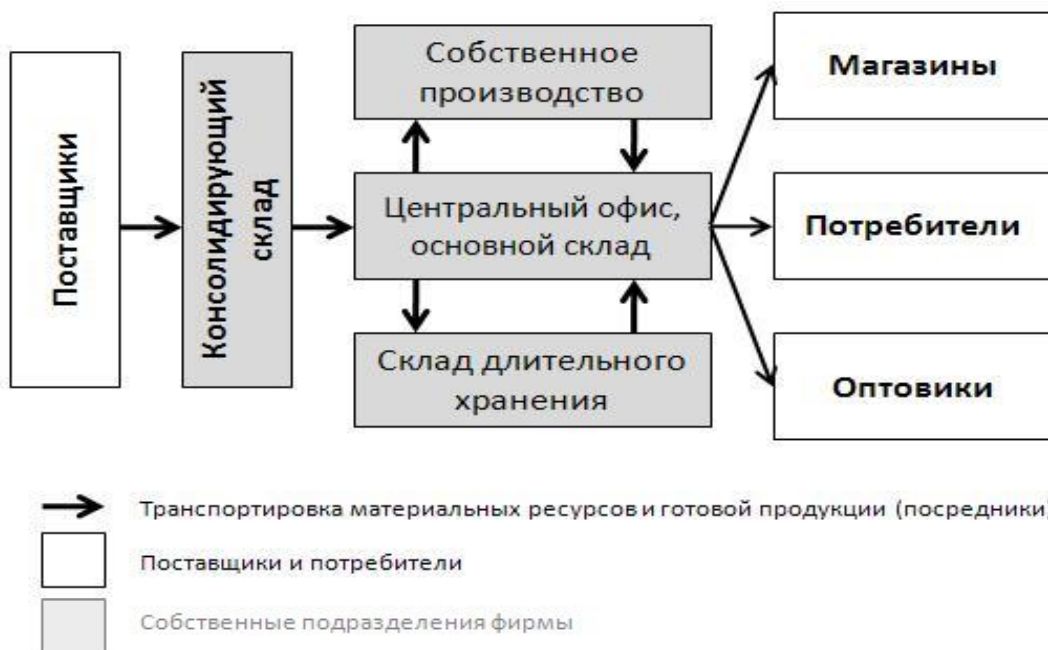 Поставщики
Консолидирующий
склад
Собственное
производство
Центральный офис,
основной склад
Склад длительного
хранения
Магазины
Потребители
Оптовики
Транспортировка материальных ресурсов и готовой продукции (посредники)
Поставщики и потребители
Собственные подразделения фирмы